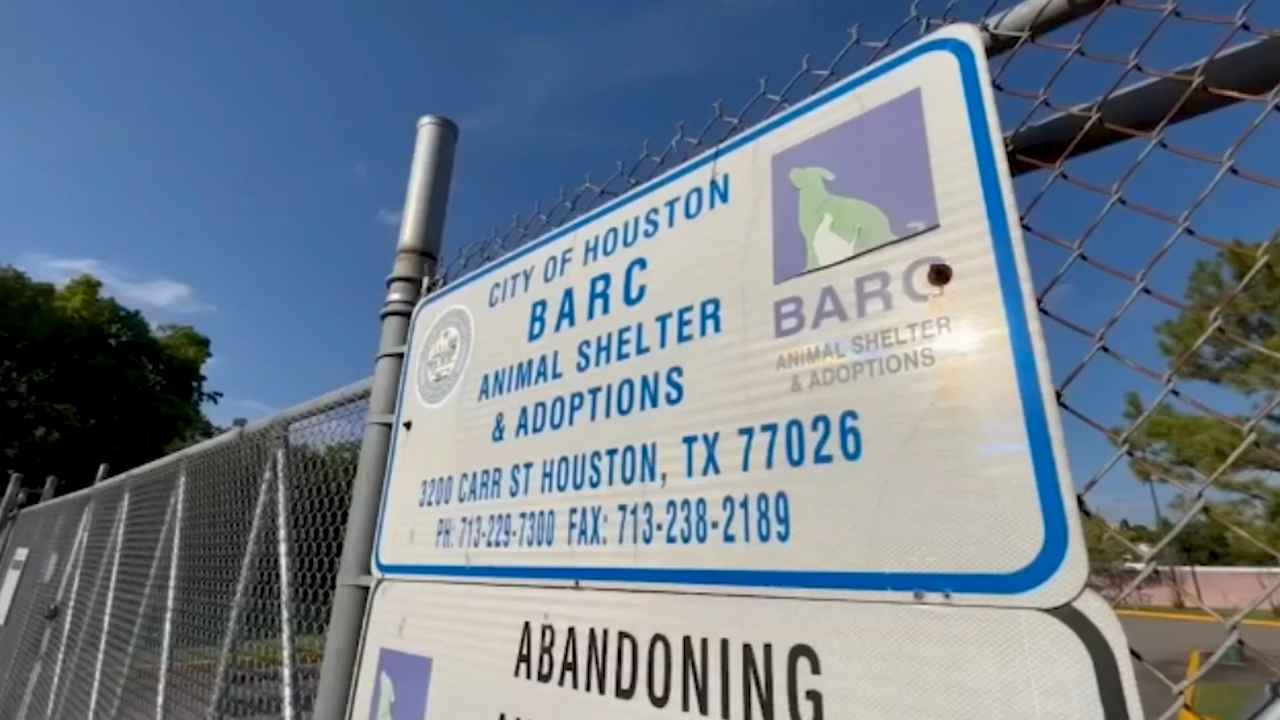 CITY OF HOUSTON
BARC
ANIMAL SHELTER
& ADOPTIONS
3200 CARR ST HOUSTON, TX 77026
PH: 713-229-7300 FAX: 713-238-2189
BARC
ANIMAL SHELTER
& ADOPTIONS
ABANDONING